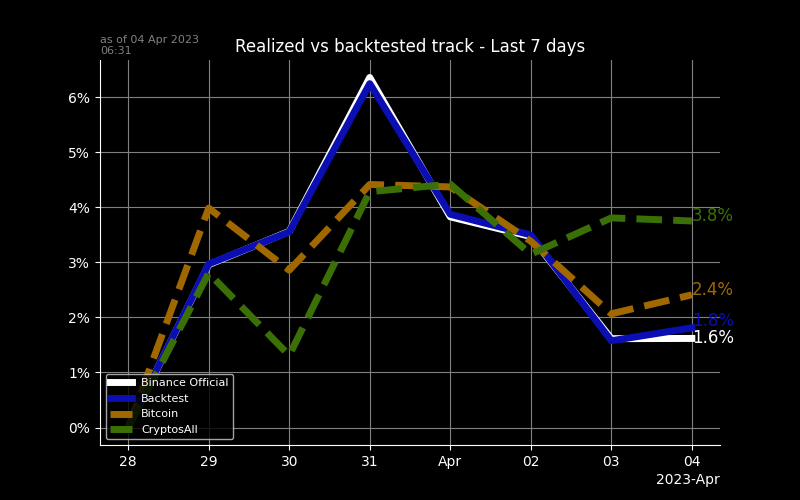 as of 04 Apr 2023
06:31
Realized vs backtested track - Last 7 days
6%
5%
4%
3%
2%
1%
0%
3.8%
2.4%
1.8%
1.6%
Binance Official
Backtest
Bitcoin
CryptosAll
28
29
30
31
Apr
02
03
04
2023-Apr